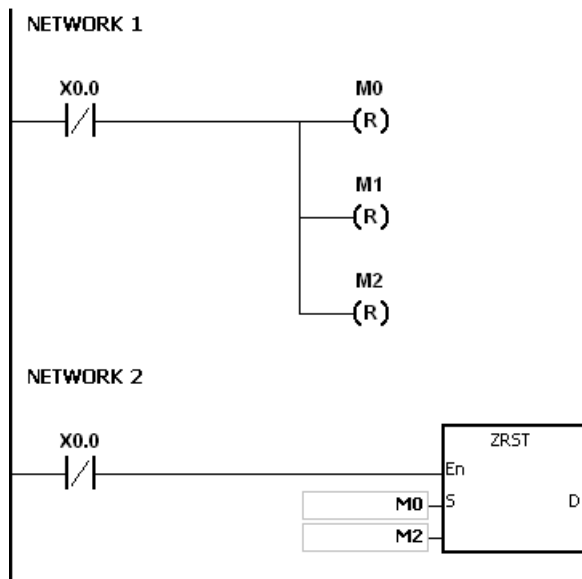 NETWORK 1
X0.0
M0
(R)
M1
(R)
M2
(R)
NETWORK 2
X0.0
ZRST
En
M0 S D
M2